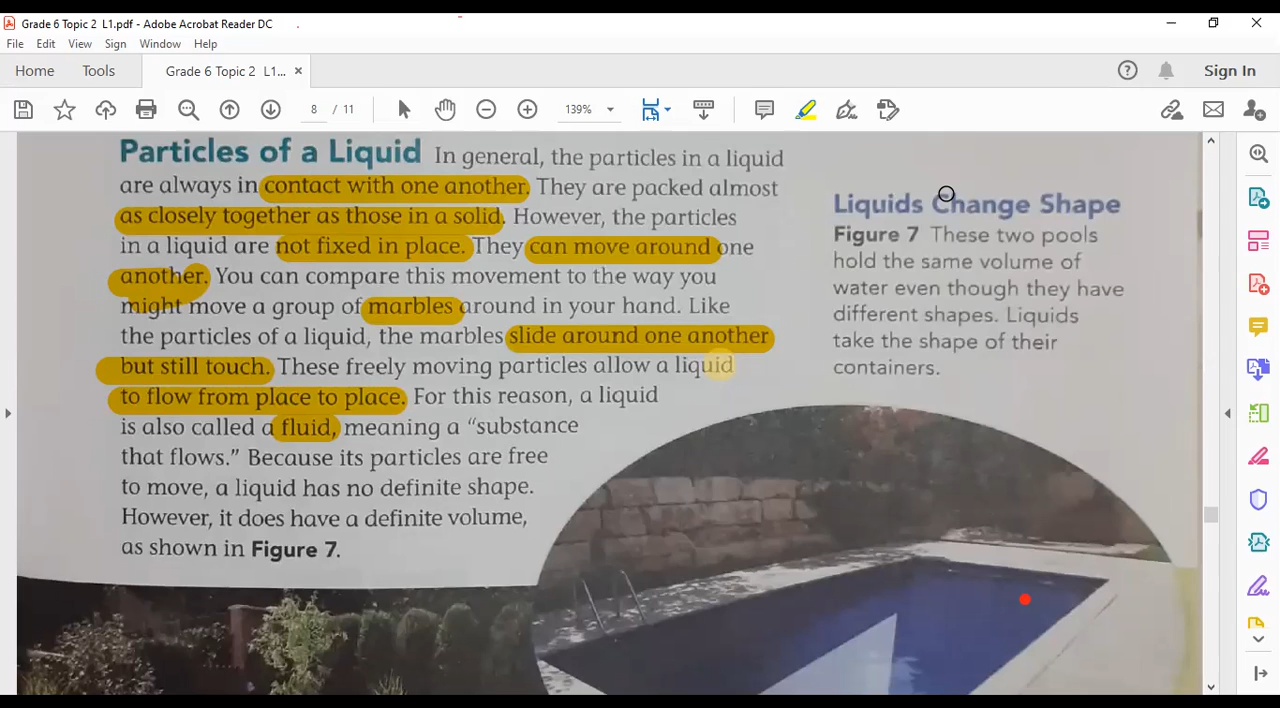 Grade 6 Topic 2 L1.pdf - Adobe Acrobat Reader DC
File Edit View Sign Window Help
Home Tools Grade 6 Topic 2 L1... × Sign In
8 / 11 139%
Particles of a Liquid In general, the particles in a liquid
are always in contact with one another. They are packed almost
as closely together as those in a solid. However, the particles
in a liquid are not fixed in place. They can move around one
another. You can compare this movement to the way you
might move a group of marbles around in your hand. Like
the particles of a liquid, the marbles slide around one another
but still touch. These freely moving particles allow a liquid
to flow from place to place. For this reason, a liquid
is also called a fluid, meaning a “substance
that flows.” Because its particles are free
to move, a liquid has no definite shape.
However, it does have a definite volume,
as shown in Figure 7.
Liquids Change Shape
Figure 7 These two pools
hold the same volume of
water even though they have
different shapes. Liquids
take the shape of their
containers.